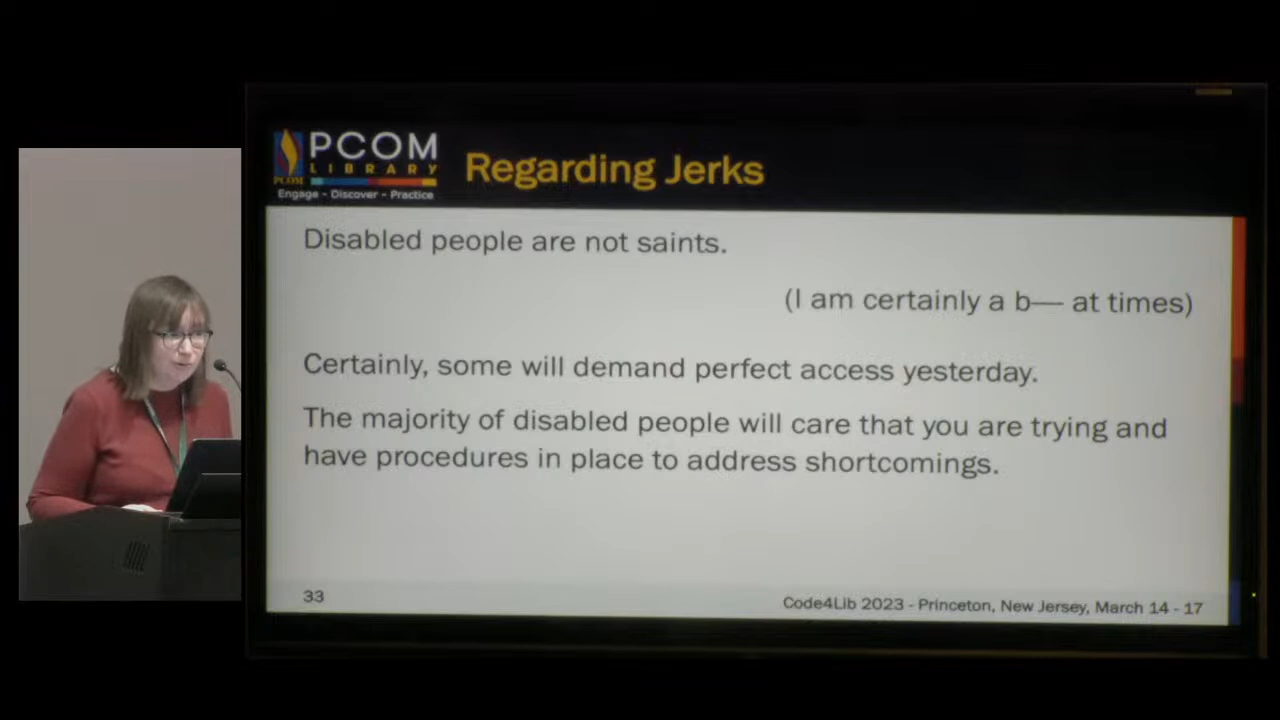 PCOM
LIBRARY
PCOM
Engage - Discover - Practice
Regarding Jerks
Disabled people are not saints.
(I am certainly a b— at times)
Certainly, some will demand perfect access yesterday.
The majority of disabled people will care that you are trying and
have procedures in place to address shortcomings.
33
Code4Lib 2023 - Princeton, New Jersey, March 14 - 17